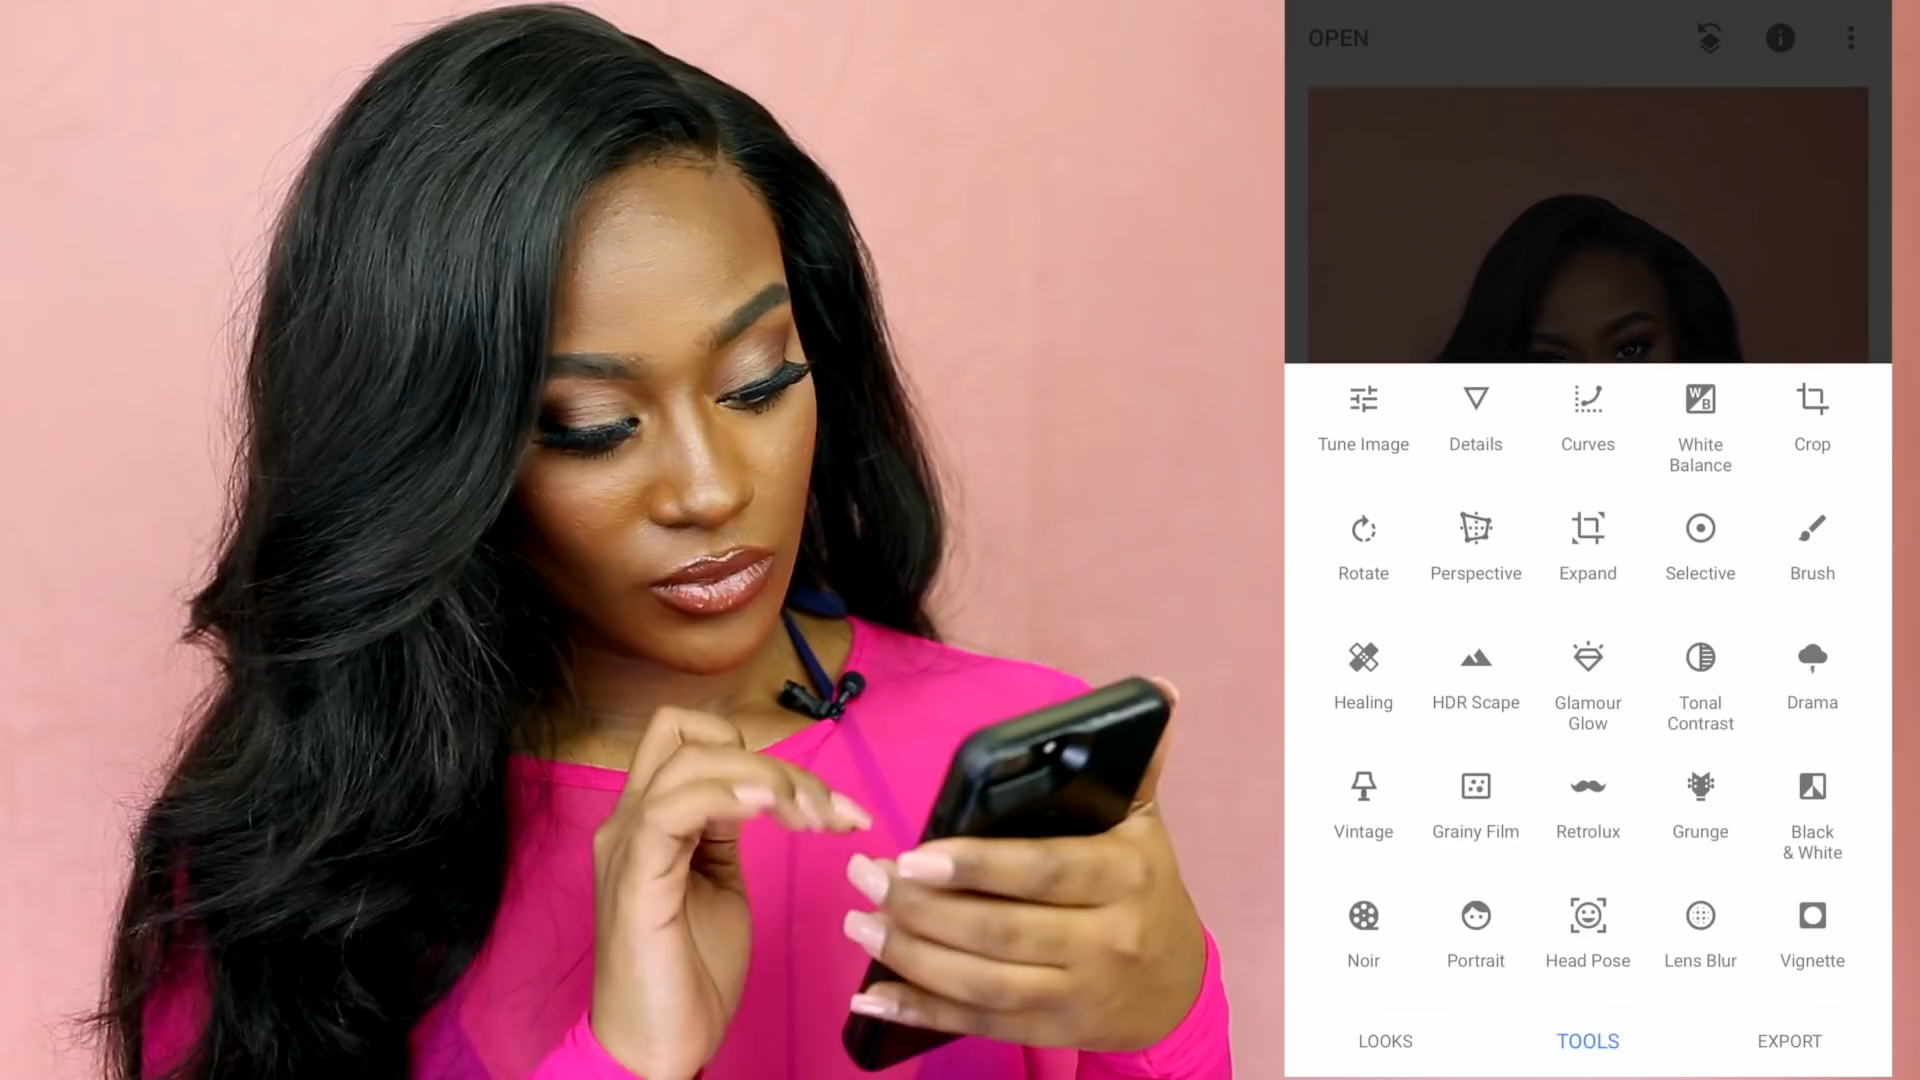 OPEN
Tune Image
Details
Curves
White
Balance
Crop
Rotate
Perspective
Expand
Selective
Brush
Healing
HDR Scape
Glamour
Glow
Tonal
Contrast
Drama
Vintage
Grainy Film
Retrolux
Grunge
Black
& White
Noir
Portrait
Head Pose
Lens Blur
Vignette
LOOKS
TOOLS
EXPORT